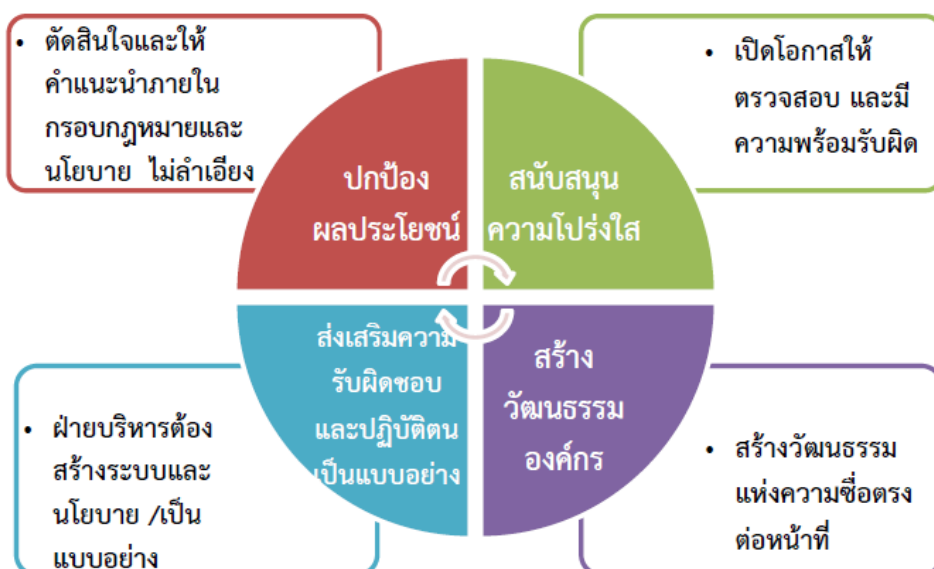 • ตัดสินใจและให้
คำแนะนำภายใน
กรอบกฎหมายและ
นโยบาย ไม่ลำเอียง
• เปิดโอกาสให้
ตรวจสอบ และมี
ความพร้อมรับผิด
ปกป้อง
ผลประโยชน์
สนับสนุน
ความโปร่งใส
ส่งเสริมความ
รับผิดชอบ
และปฏิบัติตน
เป็นแบบอย่าง
สร้าง
วัฒนธรรม
องค์กร
• ฝ่ายบริหารต้อง
สร้างระบบและ
นโยบาย /เป็น
แบบอย่าง
• สร้างวัฒนธรรม
แห่งความซื่อตรง
ต่อหน้าที่